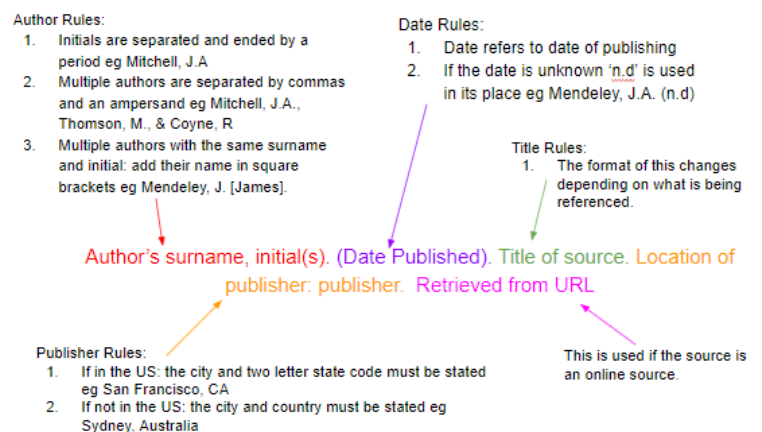 Author Rules:
1. Initials are separated and ended by a
period eg Mitchell, J.A
2. Multiple authors are separated by commas
and an ampersand eg Mitchell, J.A.,
Thomson, M., & Coyne, R
3. Multiple authors with the same surname
and initial: add their name in square
brackets eg Mendeley, J. [James].
Date Rules:
1. Date refers to date of publishing
2. If the date is unknown ‘n.d’ is used
in its place eg Mendeley, J.A. (n.d)
Title Rules:
1. The format of this changes
depending on what is being
referenced.
Author’s surname, initial(s). (Date Published). Title of source. Location of
publisher: publisher. Retrieved from URL
Publisher Rules:
1. If in the US: the city and two letter state code must be stated
eg San Francisco, CA
2. If not in the US: the city and country must be stated eg
Sydney, Australia
This is used if the source is
an online source.